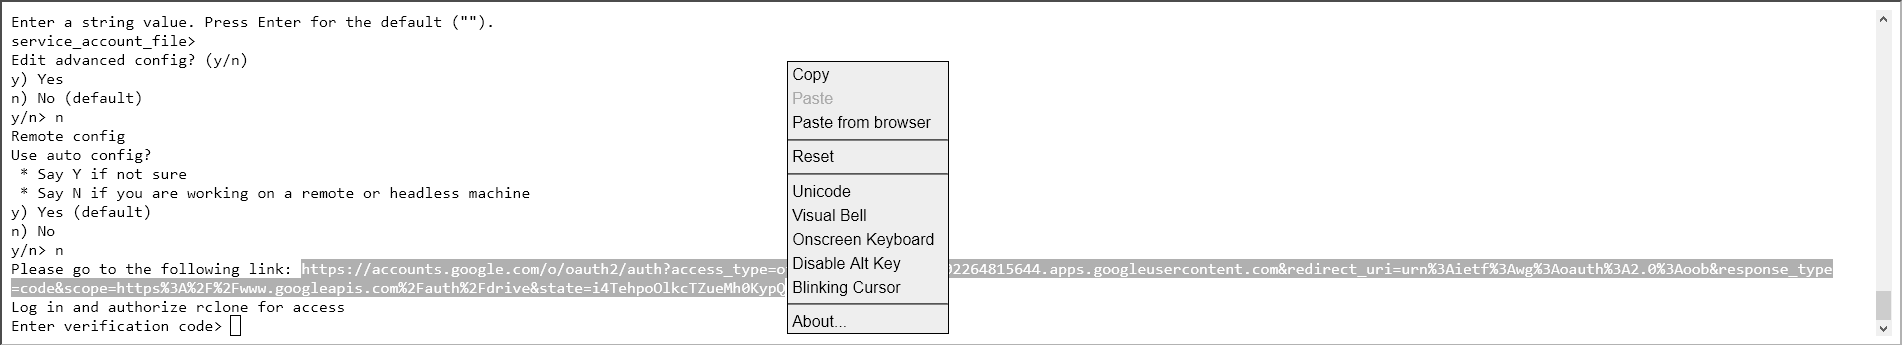 Enter a string value. Press Enter for the default ("").
service_account_file>
Edit advanced config? (y/n)
y) Yes
n) No (default)
y/n> n
Remote config
Use auto config?
* Say Y if not sure
* Say N if you are working on a remote or headless machine
y) Yes (default)
n) No
y/n> n
Please go to the following link: https://accounts.google.com/o/oauth2/auth?access_type=o 02264815644.apps.googleusercontent.com&redirect_uri=urn%3Aietf%3Awg%3Aoauth%3A2.0%3Aoob&response_type
=code&scope=https%3A%2F%2Fwww.googleapis.com%2Fauth%2Fdrive&state=i4TehpoOlkcTZueMh0KypQ
Log in and authorize rclone for access
Enter verification code>
Copy
Paste
Paste from browser
Reset
Unicode
Visual Bell
Onscreen Keyboard
Disable Alt Key
Blinking Cursor
About...